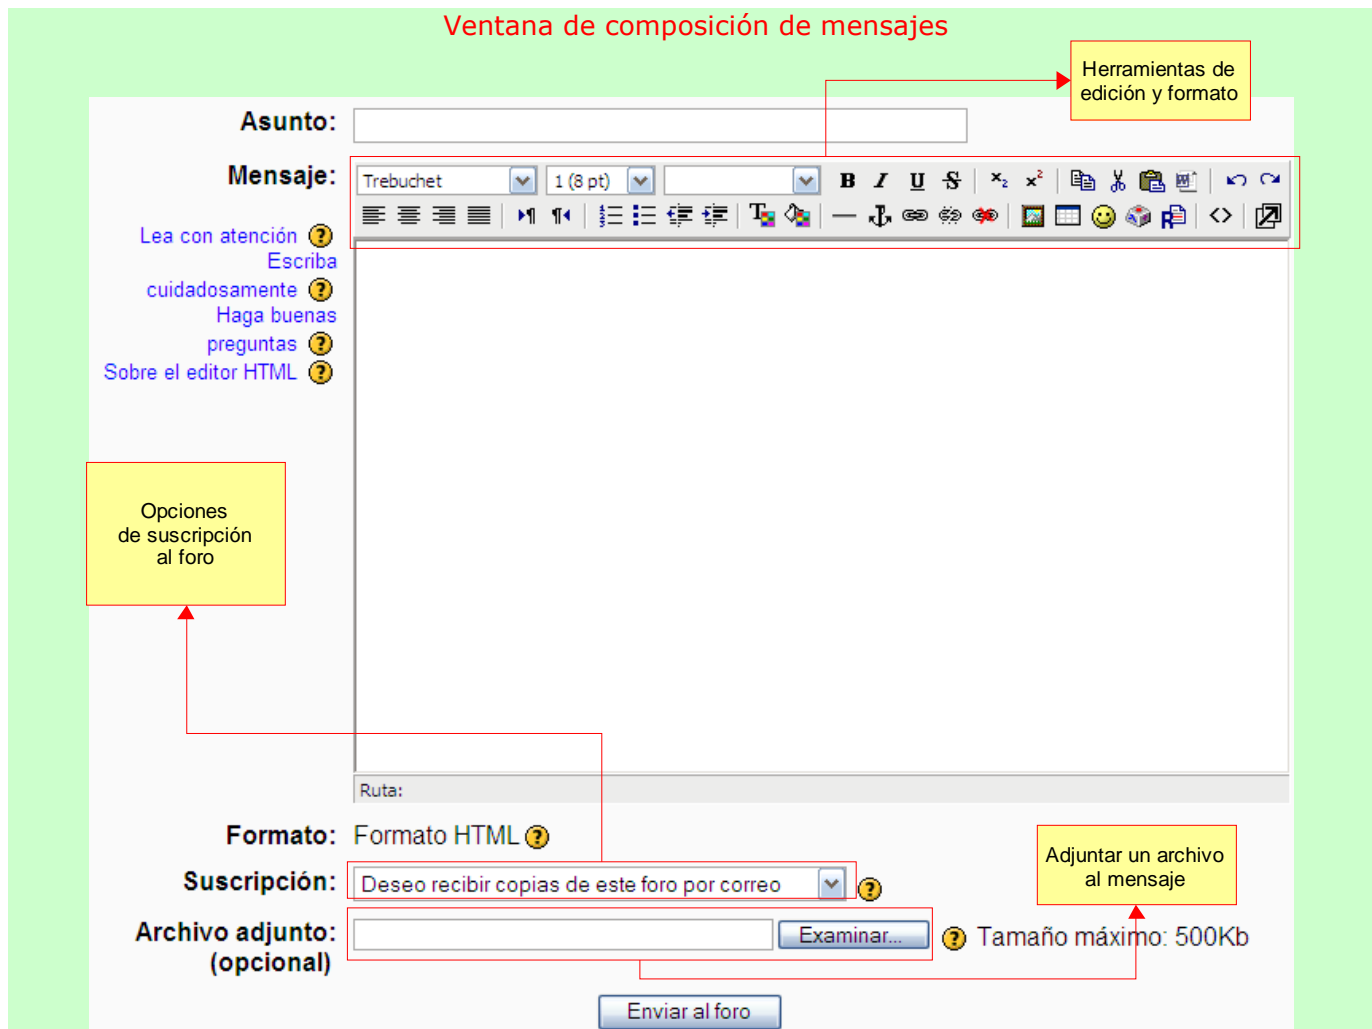 Ventana de composición de mensajes
Herramientas de
edición y formato
Asunto:
Mensaje:
Trebuchet 1 (8 pt) B I U S x₂ x²
Lea con atención ?
Escriba
cuidadosamente ?
Haga buenas
preguntas ?
Sobre el editor HTML ?
Opciones
de suscripción
al foro
Ruta:
Formato: Formato HTML ?
Adjuntar un archivo
al mensaje
Suscripción: Deseo recibir copias de este foro por correo ?
Archivo adjunto: Examinar... ? Tamaño máximo: 500Kb
(opcional)
Enviar al foro